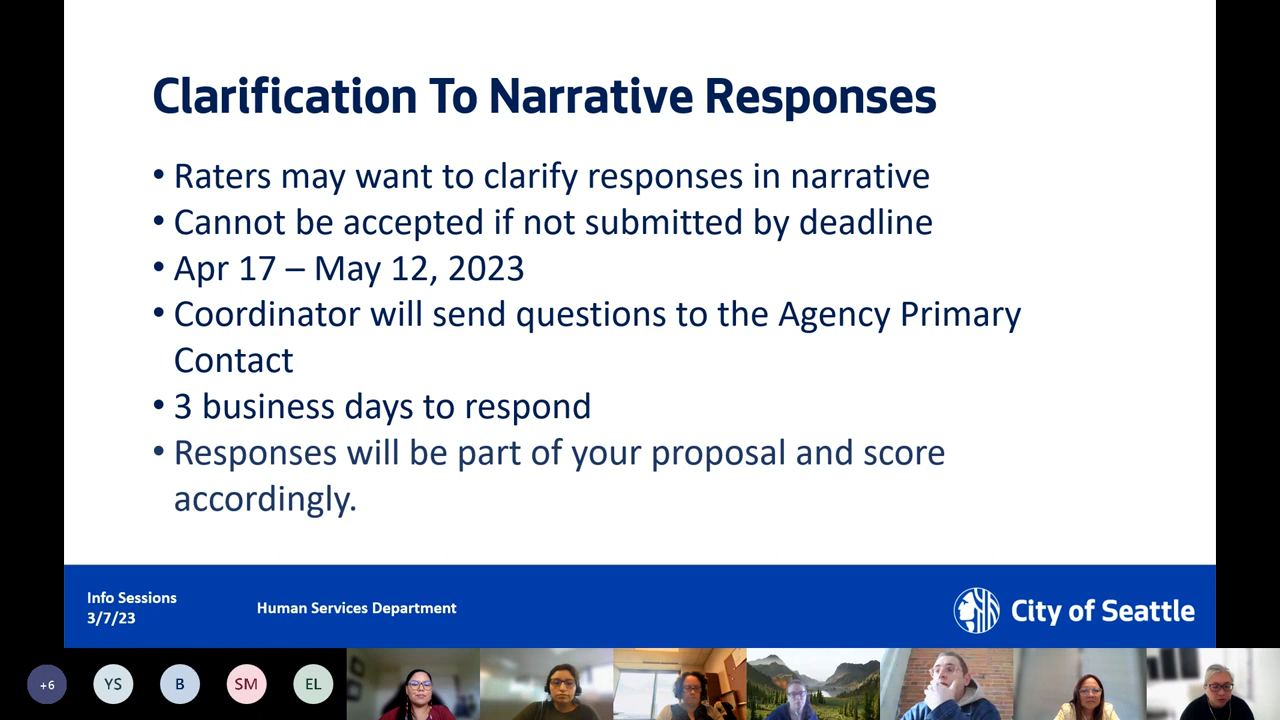 Clarification To Narrative Responses
• Raters may want to clarify responses in narrative
• Cannot be accepted if not submitted by deadline
• Apr 17 – May 12, 2023
• Coordinator will send questions to the Agency Primary
Contact
• 3 business days to respond
• Responses will be part of your proposal and score
accordingly.
Info Sessions
3/7/23
Human Services Department
City of Seattle
+6
YS
B
SM
EL